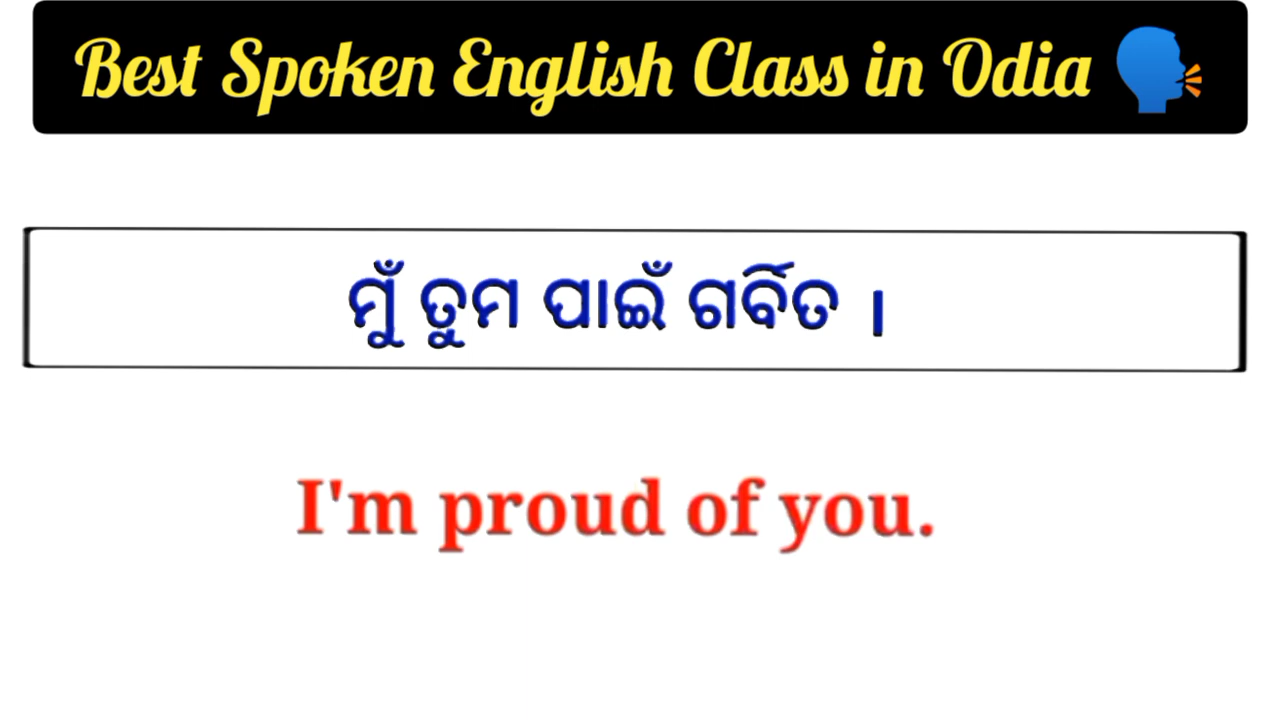 Best Spoken English Class in Odia 🗣
ମୁଁ ତୁମ ପାଇଁ ଗର୍ବିତ ।
I'm proud of you.